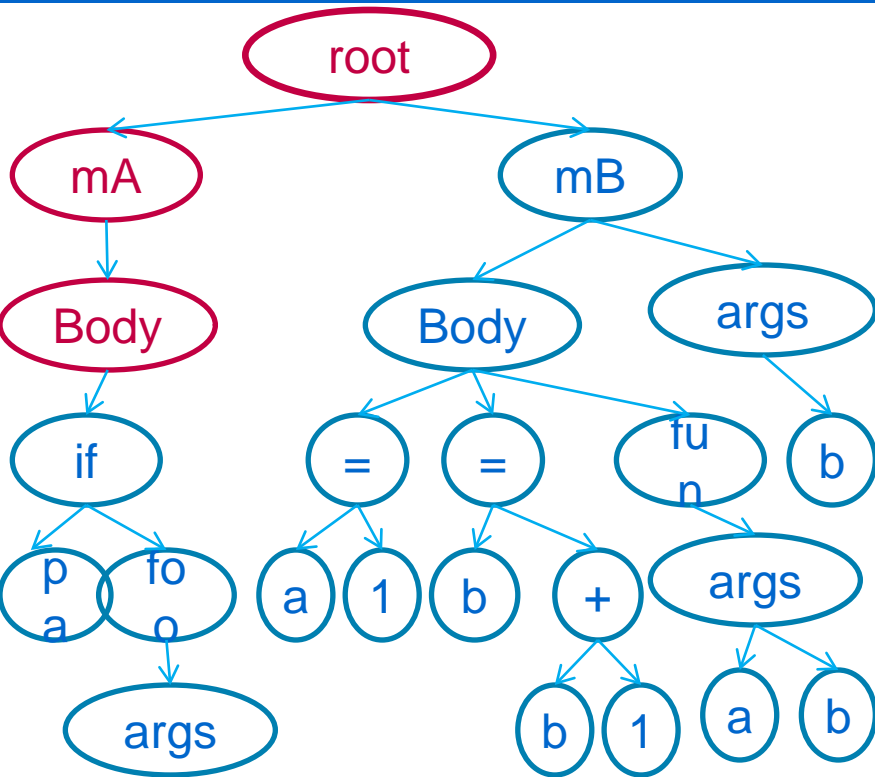 root
mA
mB
Body
Body
args
if
=
=
fu
n
b
p
a
fo
o
a
1
b
+
args
args
b
1
a
b